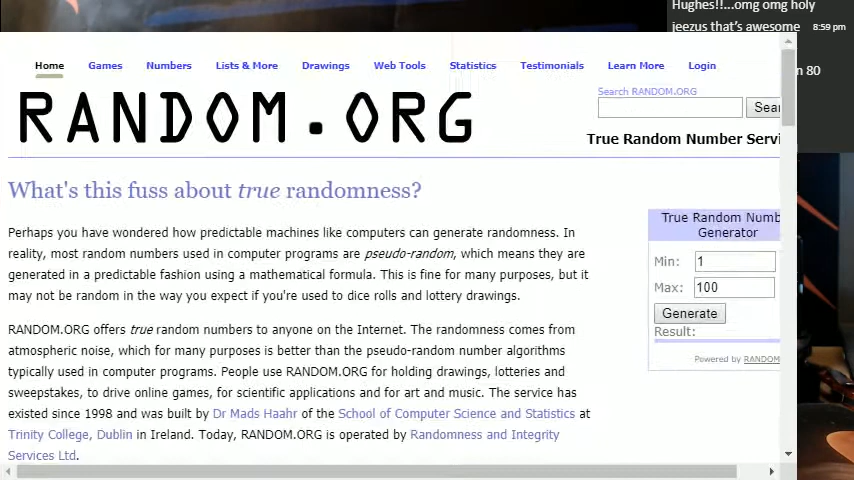 Hughes!!...omg omg holy
jeezus that's awesome 8:59 pm
n 80
Home Games Numbers Lists & More Drawings Web Tools Statistics Testimonials Learn More Login
RANDOM.ORG
Search RANDOM.ORG
Sear
True Random Number Servi
What's this fuss about true randomness?
Perhaps you have wondered how predictable machines like computers can generate randomness. In
reality, most random numbers used in computer programs are pseudo-random, which means they are
generated in a predictable fashion using a mathematical formula. This is fine for many purposes, but it
may not be random in the way you expect if you're used to dice rolls and lottery drawings.
RANDOM.ORG offers true random numbers to anyone on the Internet. The randomness comes from
atmospheric noise, which for many purposes is better than the pseudo-random number algorithms
typically used in computer programs. People use RANDOM.ORG for holding drawings, lotteries and
sweepstakes, to drive online games, for scientific applications and for art and music. The service has
existed since 1998 and was built by Dr Mads Haahr of the School of Computer Science and Statistics at
Trinity College, Dublin in Ireland. Today, RANDOM.ORG is operated by Randomness and Integrity
Services Ltd.
True Random Numb
Generator
Min: 1
Max: 100
Generate
Result:
Powered by RANDOM